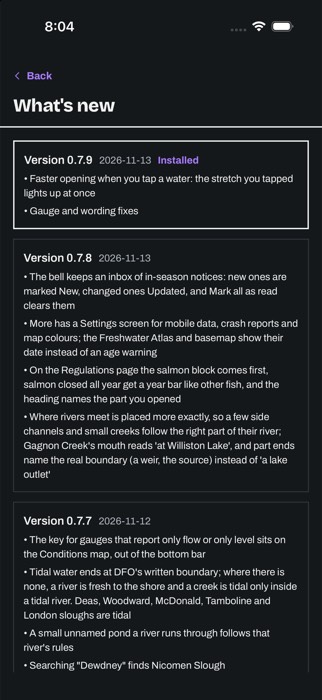 8:04
Back
What's new
Version 0.7.9 2026-11-13 Installed
• Faster opening when you tap a water: the stretch you tapped
lights up at once
• Gauge and wording fixes
Version 0.7.8 2026-11-13
• The bell keeps an inbox of in-season notices: new ones are
marked New, changed ones Updated, and Mark all as read
clears them
• More has a Settings screen for mobile data, crash reports and
map colours; the Freshwater Atlas and basemap show their
date instead of an age warning
• On the Regulations page the salmon block comes first,
salmon closed all year get a year bar like other fish, and the
heading names the part you opened
• Where rivers meet is placed more exactly, so a few side
channels and small creeks follow the right part of their river;
Gagnon Creek's mouth reads 'at Williston Lake', and part ends
name the real boundary (a weir, the source) instead of 'a lake
outlet'
Version 0.7.7 2026-11-12
• The key for gauges that report only flow or only level sits on
the Conditions map, out of the bottom bar
• Tidal water ends at DFO's written boundary; where there is
none, a river is fresh to the shore and a creek is tidal only inside
a tidal river. Deas, Woodward, McDonald, Tamboline and
London sloughs are tidal
• A small unnamed pond a river runs through follows that
river's rules
• Searching "Dewdney" finds Nicomen Slough